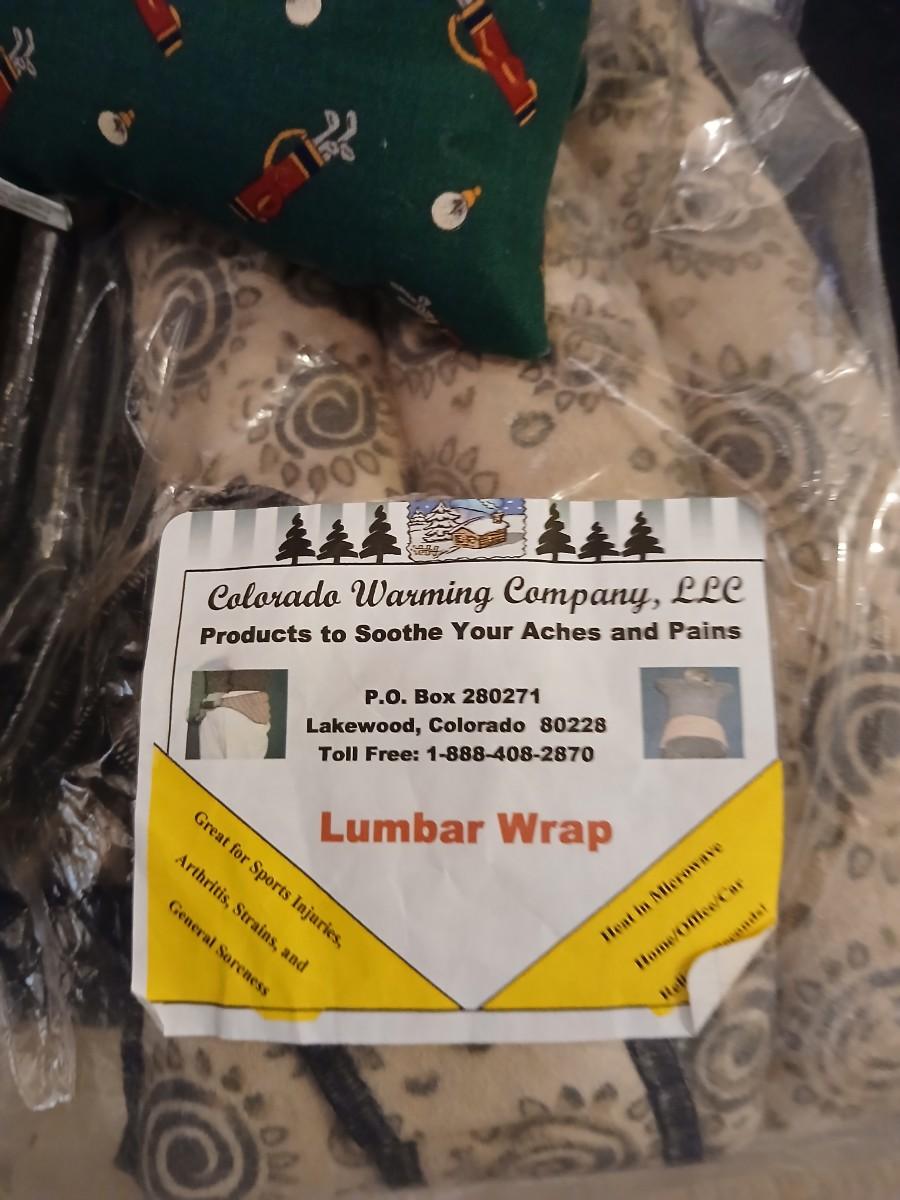 Colorado Warming Company, LLC
Products to Soothe Your Aches and Pains
P.O. Box 280271
Lakewood, Colorado 80228
Toll Free: 1-888-408-2870
Lumbar Wrap
Great for Sports Injuries,
Arthritis, Strains, and
General Soreness
Heat in Microwave
Home/Office/Car